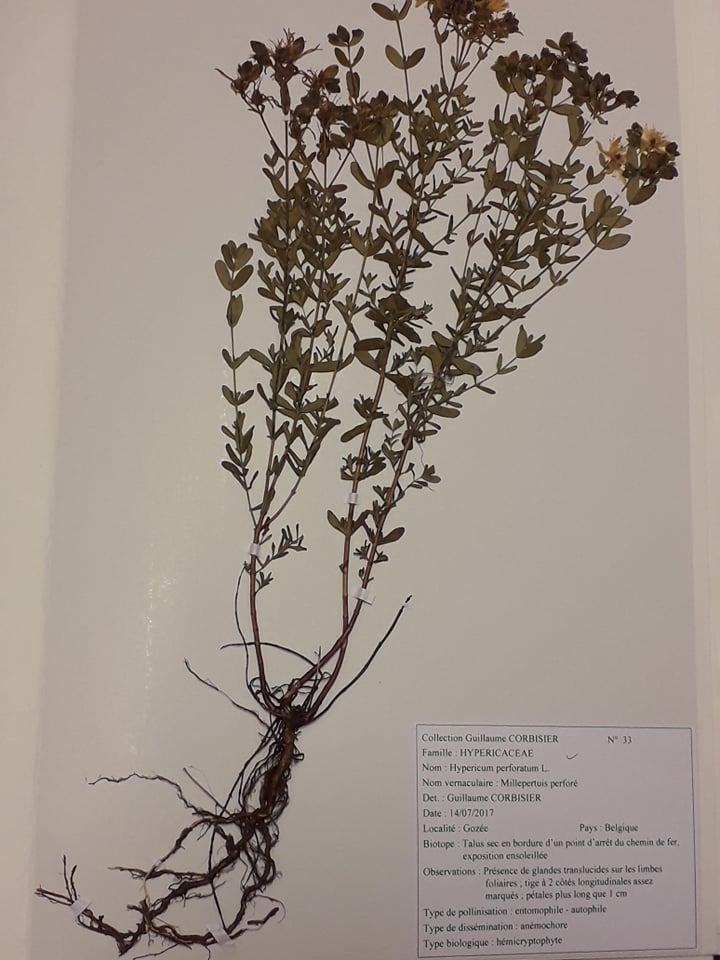 Collection Guillaume CORBISIER N° 33
Famille : HYPERICACEAE
Nom : Hypericum perforatum L.
Nom vernaculaire : Millepertuis perforé
Det. : Guillaume CORBISIER
Date : 14/07/2017
Localité : Gozée Pays : Belgique
Biotope : Talus sec en bordure d'un point d'arrêt du chemin de fer,
exposition ensoleillée
Observations : Présence de glandes translucides sur les limbes
foliaires ; tige à 2 côtés longitudinales assez
marqués ; pétales plus long que 1 cm
Type de pollinisation : entomophile - autophile
Type de dissémination : anémochore
Type biologique : hémicryptophyte